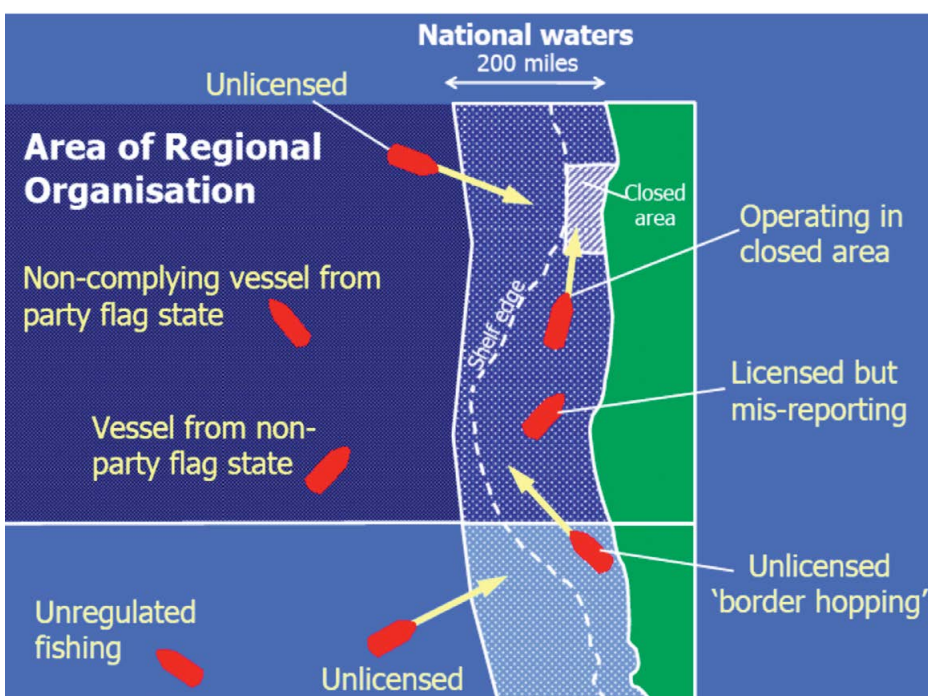 National waters
200 miles
Unlicensed
Area of Regional
Organisation
Closed
area
Operating in
closed area
Non-complying vessel from
party flag state
Shelf edge
Licensed but
mis-reporting
Vessel from non-
party flag state
Unlicensed
‘border hopping’
Unregulated
fishing
Unlicensed